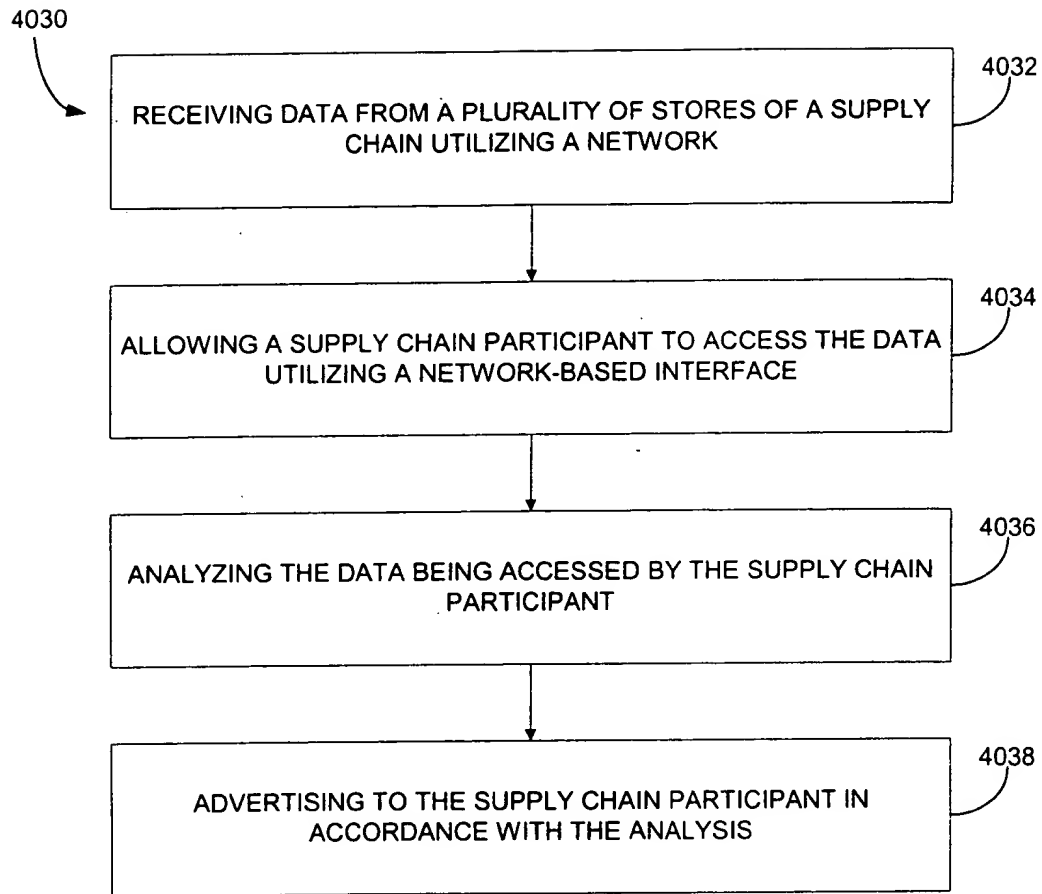 4030
4032
RECEIVING DATA FROM A PLURALITY OF STORES OF A SUPPLY
CHAIN UTILIZING A NETWORK
4034
ALLOWING A SUPPLY CHAIN PARTICIPANT TO ACCESS THE DATA
UTILIZING A NETWORK-BASED INTERFACE
4036
ANALYZING THE DATA BEING ACCESSED BY THE SUPPLY CHAIN
PARTICIPANT
4038
ADVERTISING TO THE SUPPLY CHAIN PARTICIPANT IN
ACCORDANCE WITH THE ANALYSIS